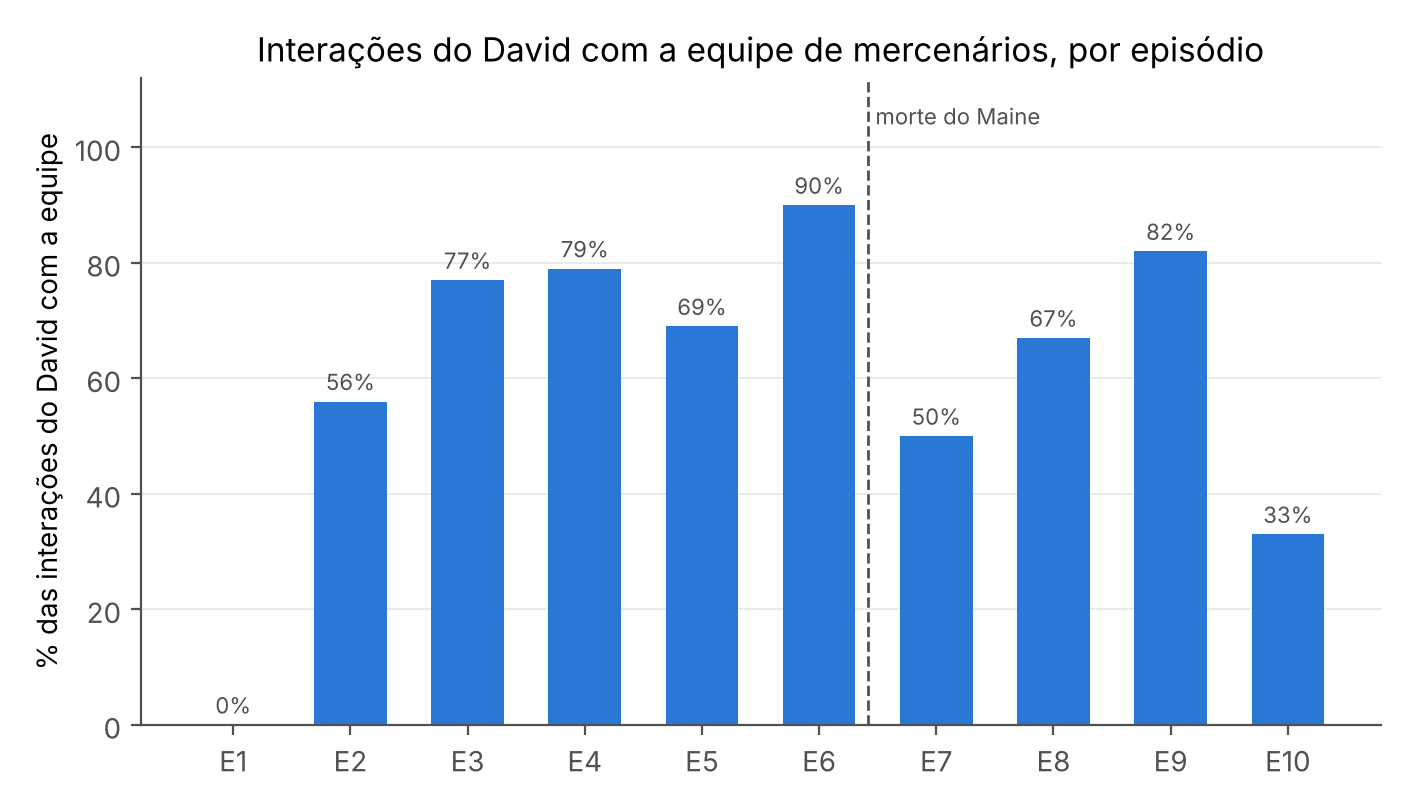 Interações do David com a equipe de mercenários, por episódio
% das interações do David com a equipe
100
80
60
40
20
0
morte do Maine
0%
56%
77%
79%
69%
90%
50%
67%
82%
33%
E1
E2
E3
E4
E5
E6
E7
E8
E9
E10